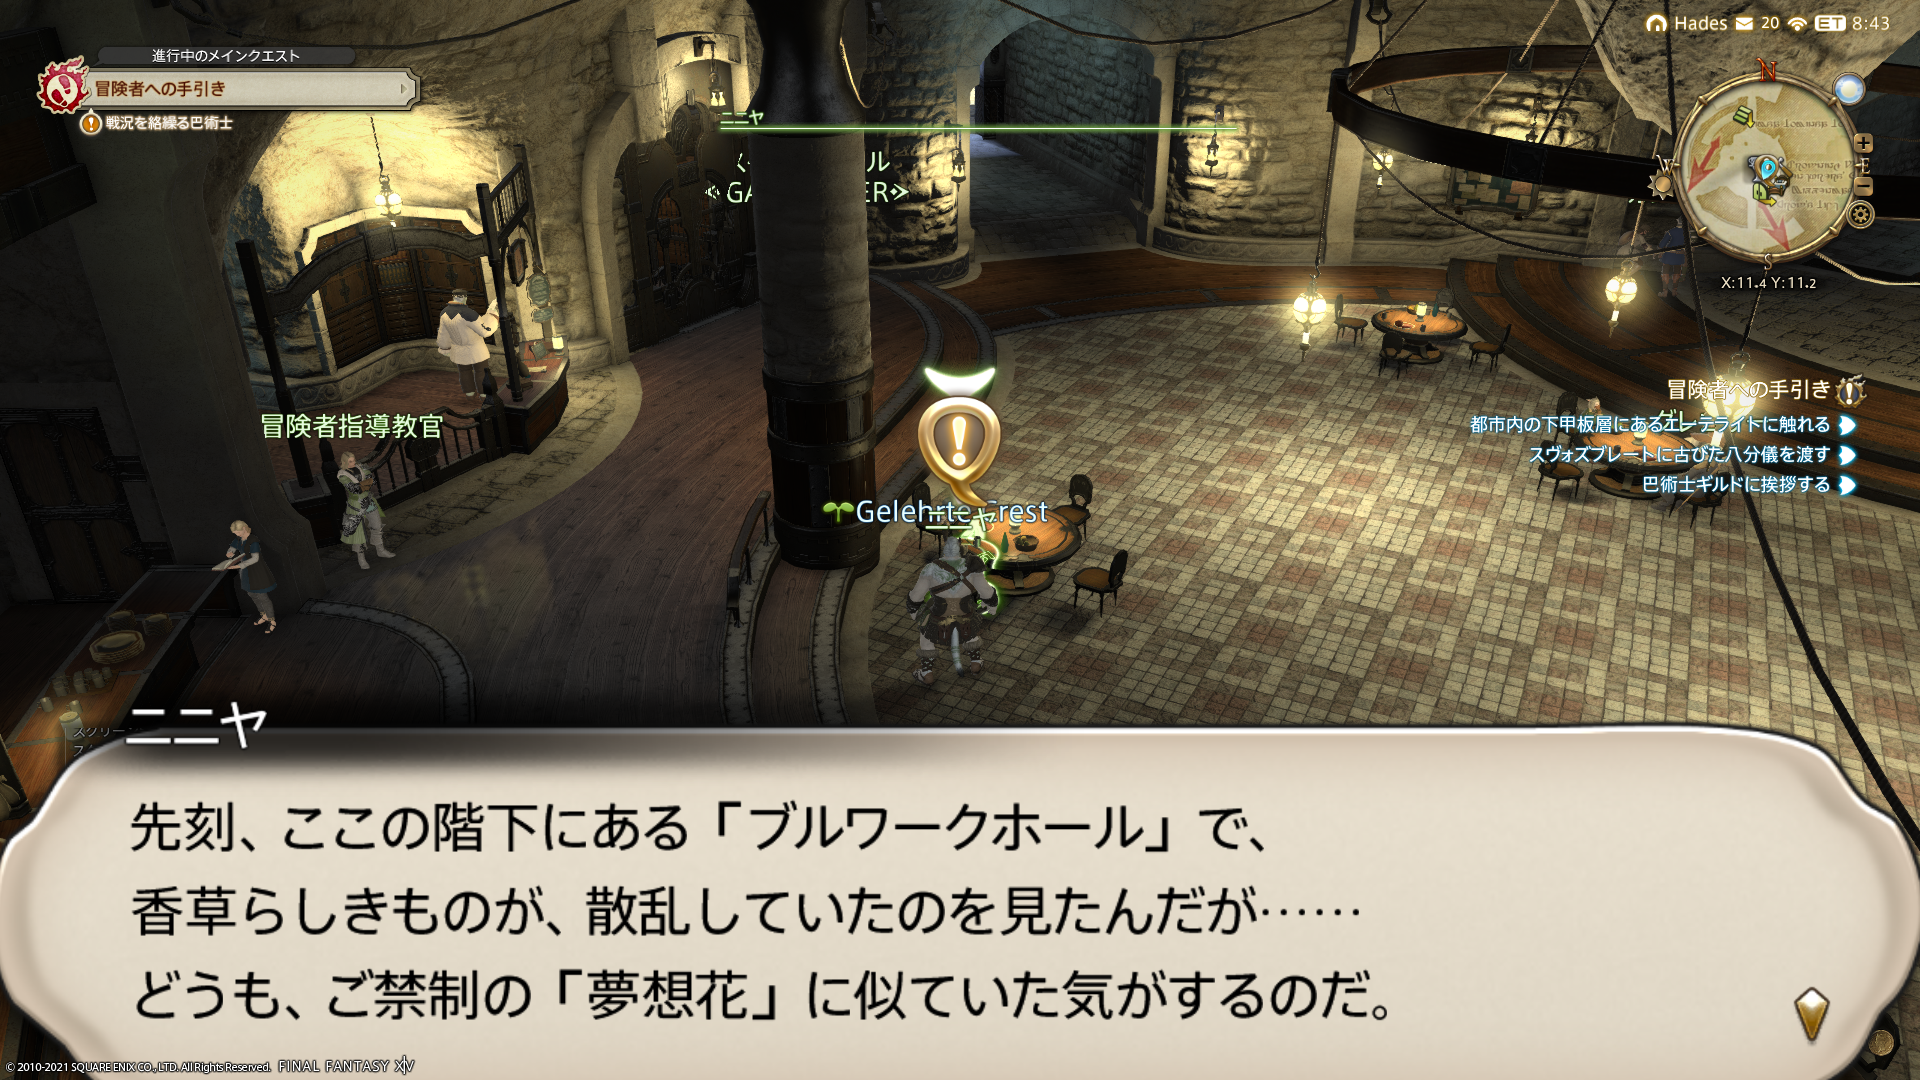 進行中のメインクエスト
冒険者への手引き
戦況を絡繰る巴術士
Hades 20 ET 8:43
N
W
E
S
X:11.4 Y:11.2
ニニヤ
冒険者指導教官
Gelehrte Crest
ニニヤ
冒険者への手引き
都市内の下甲板層にあるエーテライトに触れる
スヴォズブレートに古びた八分儀を渡す
巴術士ギルドに挨拶する
ニニヤ
先刻、ここの階下にある「ブルワークホール」で、
香草らしきものが、散乱していたのを見たんだが……
どうも、ご禁制の「夢想花」に似ていた気がするのだ。
© 2010-2021 SQUARE ENIX CO., LTD. All Rights Reserved. FINAL FANTASY XIV